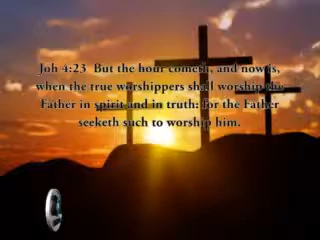 Joh 4:23 But the hour cometh, and now is,
when the true worshippers shall worship the
Father in spirit and in truth: for the Father
seeketh such to worship him.